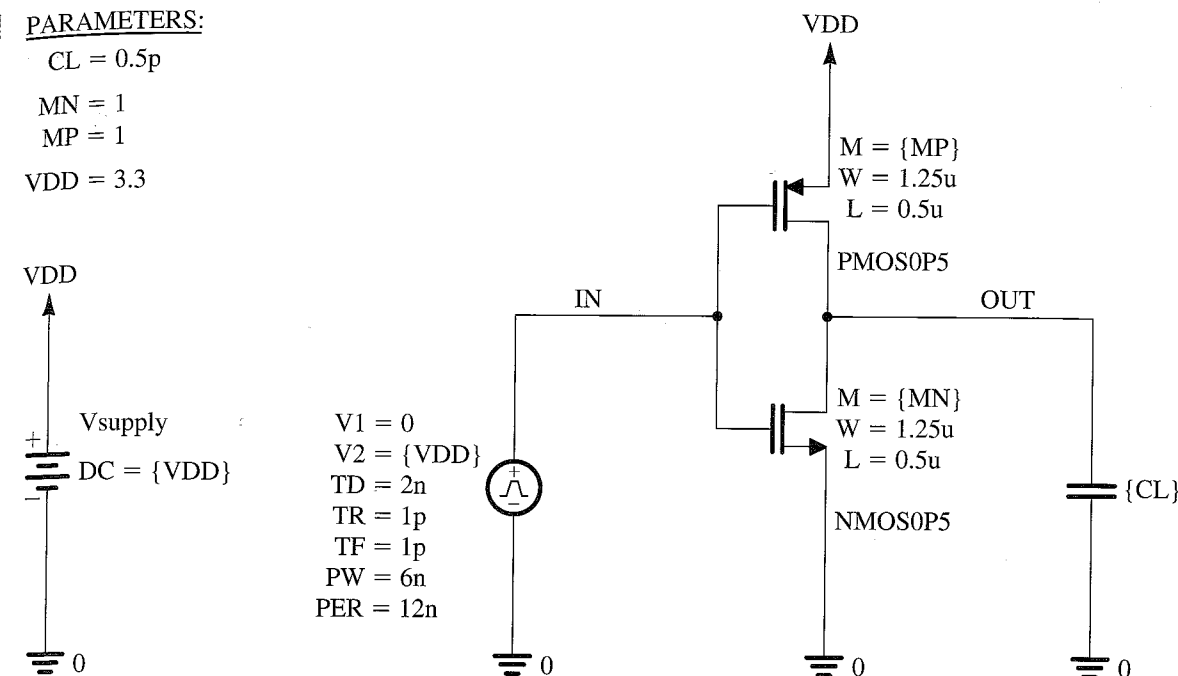 PARAMETERS:
CL = 0.5p
MN = 1
MP = 1
VDD = 3.3
VDD
Vsupply
DC = {VDD}
+
−
0
V1 = 0
V2 = {VDD}
TD = 2n
TR = 1p
TF = 1p
PW = 6n
PER = 12n
+
−
0
IN
VDD
M = {MP}
W = 1.25u
L = 0.5u
PMOS0P5
OUT
M = {MN}
W = 1.25u
L = 0.5u
NMOS0P5
0
{CL}
0